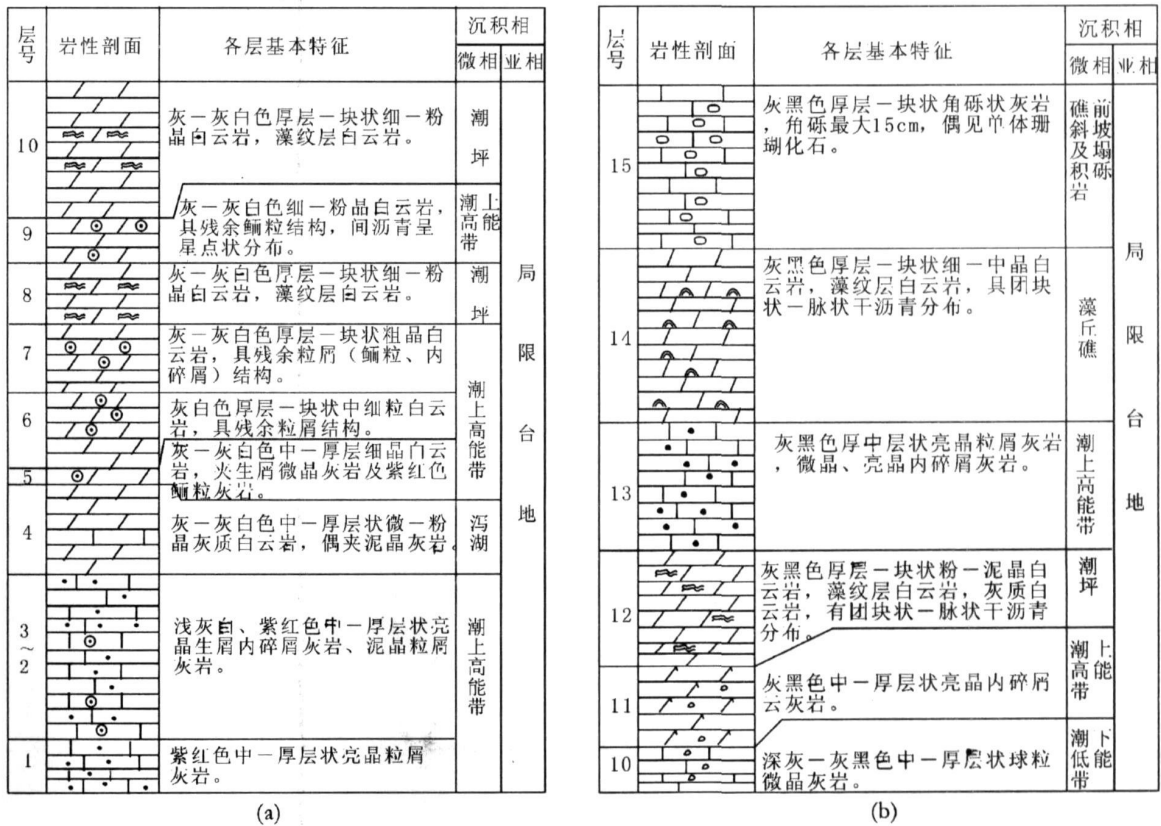 层号
岩性剖面
各层基本特征
沉积相
微相
亚相
10
灰－灰白色厚层－块状细－粉
晶白云岩，藻纹层白云岩。
潮坪
9
灰－灰白色细－粉晶白云岩，
具残余鲕粒结构，间沥青呈
星点状分布。
潮上高能带
8
灰－灰白色厚层－块状细－粉
晶白云岩，藻纹层白云岩。
潮坪
7
灰－灰白色厚层－块状粗晶白
云岩，具残余粒屑（鲕粒、内
碎屑）结构。
6
灰白色厚层－块状中细粒白云
岩，具残余粒屑结构。
潮上高能带
5
灰－灰白色中－厚层细晶白云
岩，夹生屑微晶灰岩及紫红色
鲕粒灰岩。
4
灰－灰白色中－厚层状微－粉
晶灰质白云岩，偶夹泥晶灰岩。
泻湖
3~2
浅灰白、紫红色中－厚层状亮
晶生屑内碎屑灰岩、泥晶粒屑
灰岩。
潮上高能带
1
紫红色中－厚层状亮晶粒屑
灰岩。
局限台地
(a)
层号
岩性剖面
各层基本特征
沉积相
微相
亚相
15
灰黑色厚层－块状角砾状灰岩
，角砾最大15cm，偶见单体珊
瑚化石。
礁前
斜坡
及塌
积砾
岩
14
灰黑色厚层－块状细－中晶白
云岩，藻纹层白云岩，具团块
状－脉状干沥青分布。
藻丘礁
13
灰黑色厚中层状亮晶粒屑灰岩
，微晶、亮晶内碎屑灰岩。
潮上高能带
12
灰黑色厚层－块状粉－泥晶白
云岩，藻纹层白云岩，灰质白
云岩，有团块状－脉状干沥青
分布。
潮坪
11
灰黑色中－厚层状亮晶内碎屑
云灰岩。
潮上高能带
10
深灰－灰黑色中－厚层状球粒
微晶灰岩。
潮下低能带
局限台地
(b)